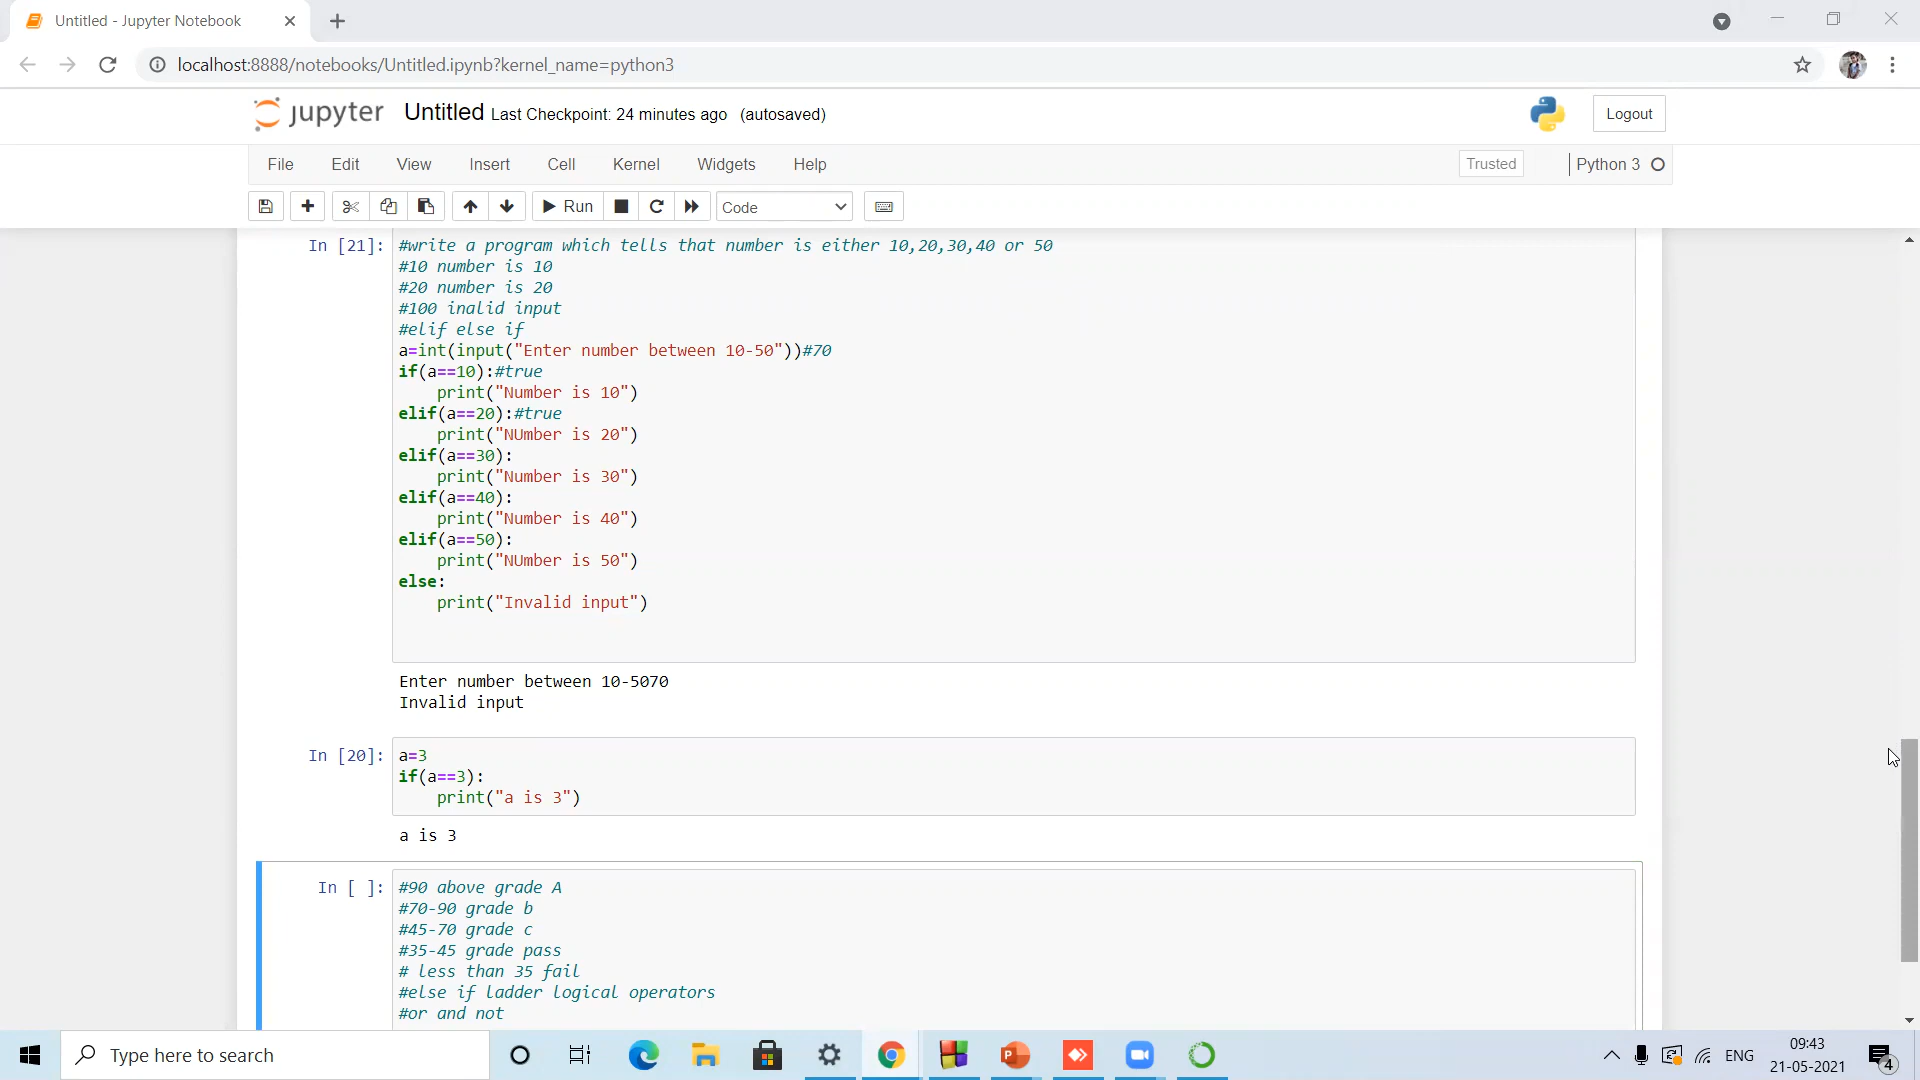 Untitled - Jupyter Notebook
localhost:8888/notebooks/Untitled.ipynb?kernel_name=python3
jupyter Untitled Last Checkpoint: 24 minutes ago (autosaved)
Logout
File Edit View Insert Cell Kernel Widgets Help
Trusted
Python 3
Run
Code
In [21]: #write a program which tells that number is either 10,20,30,40 or 50
#10 number is 10
#20 number is 20
#100 inalid input
#elif else if
a=int(input("Enter number between 10-50"))#70
if(a==10):#true
    print("Number is 10")
elif(a==20):#true
    print("NUmber is 20")
elif(a==30):
    print("Number is 30")
elif(a==40):
    print("Number is 40")
elif(a==50):
    print("NUmber is 50")
else:
    print("Invalid input")
Enter number between 10-5070
Invalid input
In [20]: a=3
if(a==3):
    print("a is 3")
a is 3
In [ ]: #90 above grade A
#70-90 grade b
#45-70 grade c
#35-45 grade pass
# less than 35 fail
#else if ladder logical operators
#or and not
Type here to search
P
ENG
09:43
21-05-2021
4